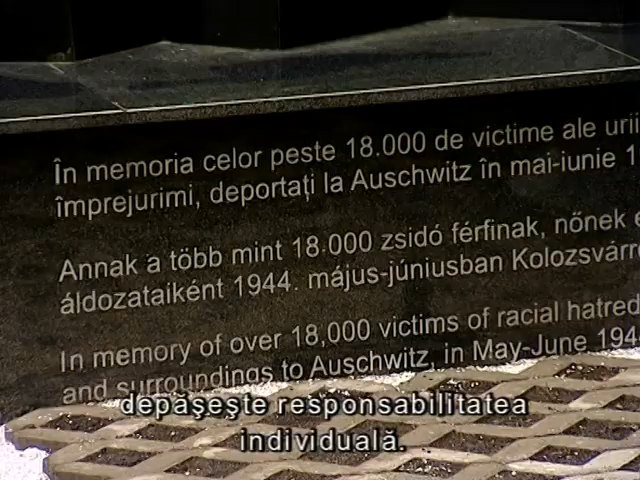 În memoria celor peste 18.000 de victime ale urii
împrejurimi, deportați la Auschwitz în mai-iunie 1
Annak a több mint 18.000 zsidó férfinak, nőnek é
áldozataiként 1944. május-júniusban Kolozsvárr
In memory of over 18,000 victims of racial hatred
and surroundings to Auschwitz, in May-June 194
depăşeşte responsabilitatea
individuală.